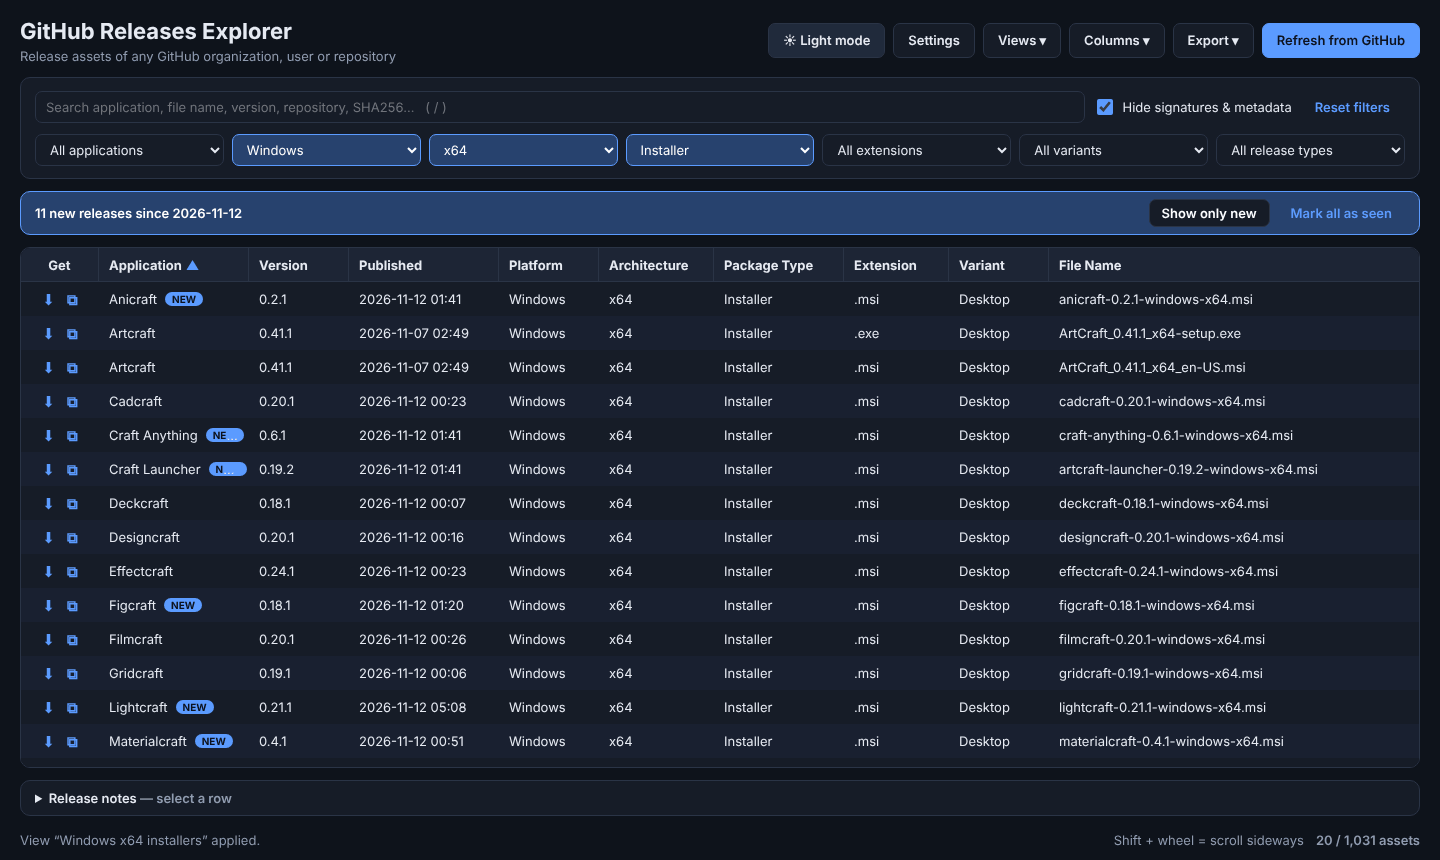 GitHub Releases Explorer
Release assets of any GitHub organization, user or repository
☀ Light mode Settings Views ▾ Columns ▾ Export ▾ Refresh from GitHub
Search application, file name, version, repository, SHA256... ( / ) Hide signatures & metadata Reset filters
All applications Windows x64 Installer All extensions All variants All release types
11 new releases since 2026-11-12 Show only new Mark all as seen
Get Application ▲ Version Published Platform Architecture Package Type Extension Variant File Name
Anicraft NEW 0.2.1 2026-11-12 01:41 Windows x64 Installer .msi Desktop anicraft-0.2.1-windows-x64.msi
Artcraft 0.41.1 2026-11-07 02:49 Windows x64 Installer .exe Desktop ArtCraft_0.41.1_x64-setup.exe
Artcraft 0.41.1 2026-11-07 02:49 Windows x64 Installer .msi Desktop ArtCraft_0.41.1_x64_en-US.msi
Cadcraft 0.20.1 2026-11-12 00:23 Windows x64 Installer .msi Desktop cadcraft-0.20.1-windows-x64.msi
Craft Anything NE... 0.6.1 2026-11-12 01:41 Windows x64 Installer .msi Desktop craft-anything-0.6.1-windows-x64.msi
Craft Launcher N... 0.19.2 2026-11-12 01:41 Windows x64 Installer .msi Desktop artcraft-launcher-0.19.2-windows-x64.msi
Deckcraft 0.18.1 2026-11-12 00:07 Windows x64 Installer .msi Desktop deckcraft-0.18.1-windows-x64.msi
Designcraft 0.20.1 2026-11-12 00:16 Windows x64 Installer .msi Desktop designcraft-0.20.1-windows-x64.msi
Effectcraft 0.24.1 2026-11-12 00:23 Windows x64 Installer .msi Desktop effectcraft-0.24.1-windows-x64.msi
Figcraft NEW 0.18.1 2026-11-12 01:20 Windows x64 Installer .msi Desktop figcraft-0.18.1-windows-x64.msi
Filmcraft 0.20.1 2026-11-12 00:26 Windows x64 Installer .msi Desktop filmcraft-0.20.1-windows-x64.msi
Gridcraft 0.19.1 2026-11-12 00:06 Windows x64 Installer .msi Desktop gridcraft-0.19.1-windows-x64.msi
Lightcraft NEW 0.21.1 2026-11-12 05:08 Windows x64 Installer .msi Desktop lightcraft-0.21.1-windows-x64.msi
Materialcraft NEW 0.4.1 2026-11-12 00:51 Windows x64 Installer .msi Desktop materialcraft-0.4.1-windows-x64.msi
▶ Release notes — select a row
View “Windows x64 installers” applied. Shift + wheel = scroll sideways 20 / 1,031 assets